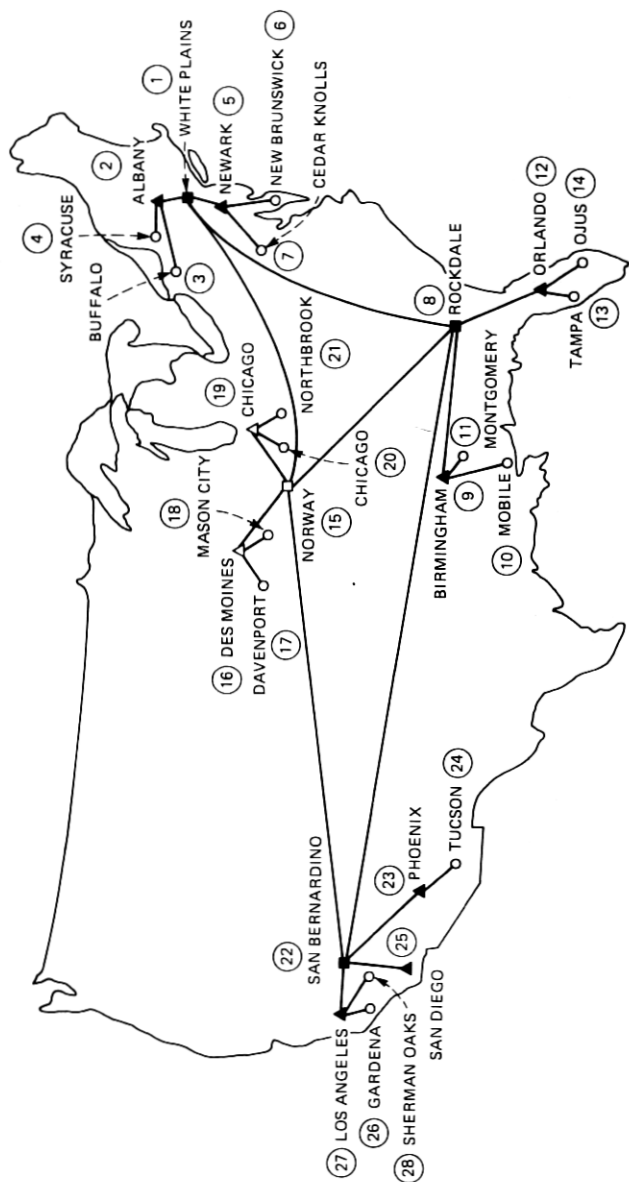 1
WHITE PLAINS
2
ALBANY
4
SYRACUSE
BUFFALO
3
NEWARK 5
6
NEW BRUNSWICK
CEDAR KNOLLS
7
8
ROCKDALE
ORLANDO 12
OJUS 14
TAMPA
13
11
MONTGOMERY
BIRMINGHAM
9
MOBILE
10
19
CHICAGO
NORTHBROOK
21
CHICAGO
20
18
MASON CITY
NORWAY
15
16 DES MOINES
DAVENPORT
17
22
SAN BERNARDINO
23
PHOENIX
TUCSON 24
25
SAN DIEGO
27 LOS ANGELES
26 GARDENA
28 SHERMAN OAKS